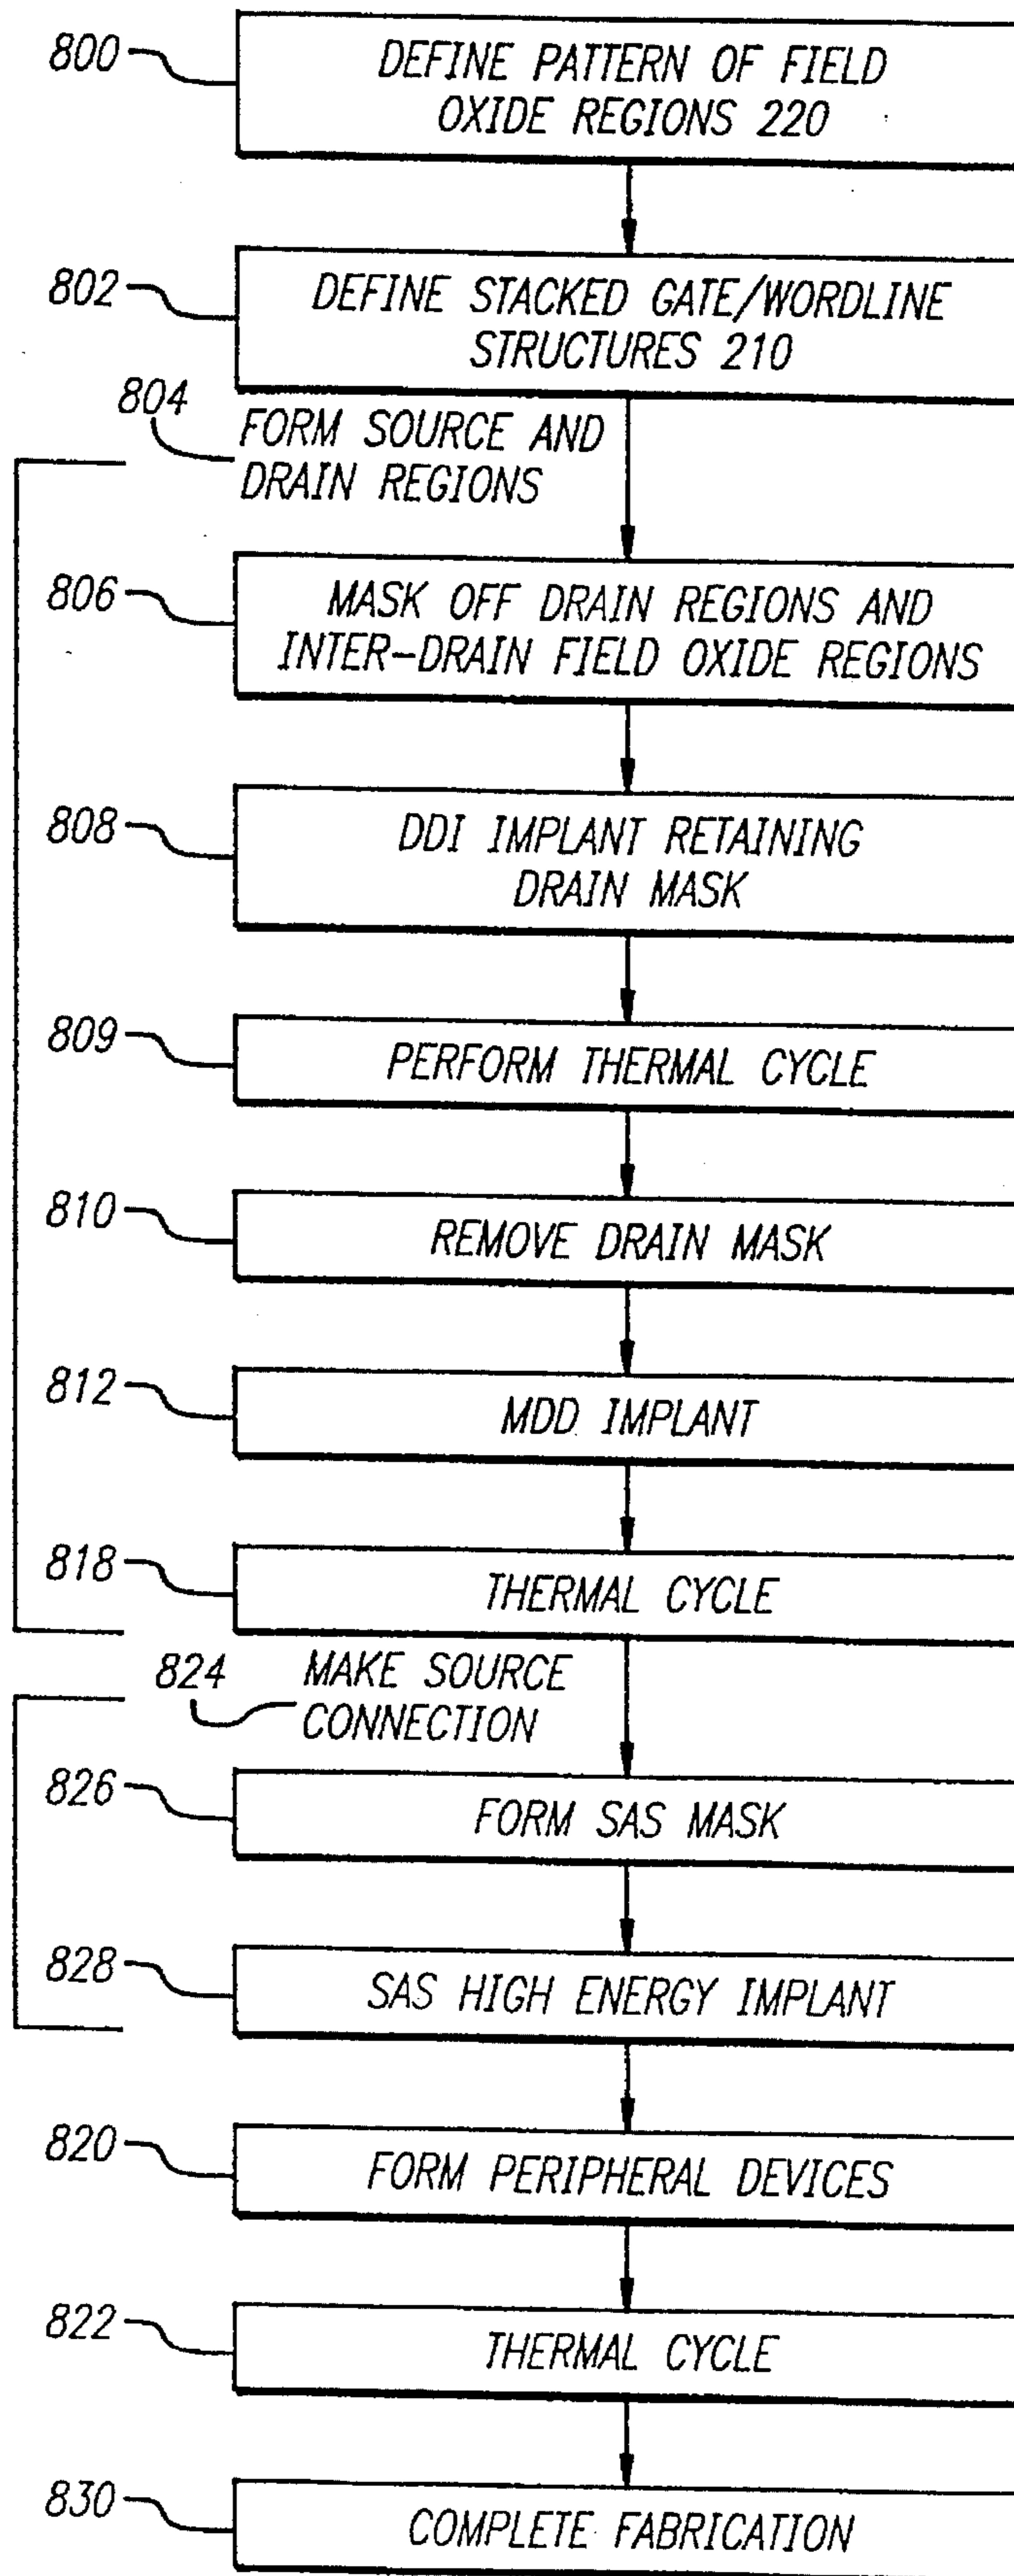 800
DEFINE PATTERN OF FIELD
OXIDE REGIONS 220
802
DEFINE STACKED GATE/WORDLINE
STRUCTURES 210
804
FORM SOURCE AND
DRAIN REGIONS
806
MASK OFF DRAIN REGIONS AND
INTER-DRAIN FIELD OXIDE REGIONS
808
DDI IMPLANT RETAINING
DRAIN MASK
809
PERFORM THERMAL CYCLE
810
REMOVE DRAIN MASK
812
MDD IMPLANT
818
THERMAL CYCLE
824
MAKE SOURCE
CONNECTION
826
FORM SAS MASK
828
SAS HIGH ENERGY IMPLANT
820
FORM PERIPHERAL DEVICES
822
THERMAL CYCLE
830
COMPLETE FABRICATION